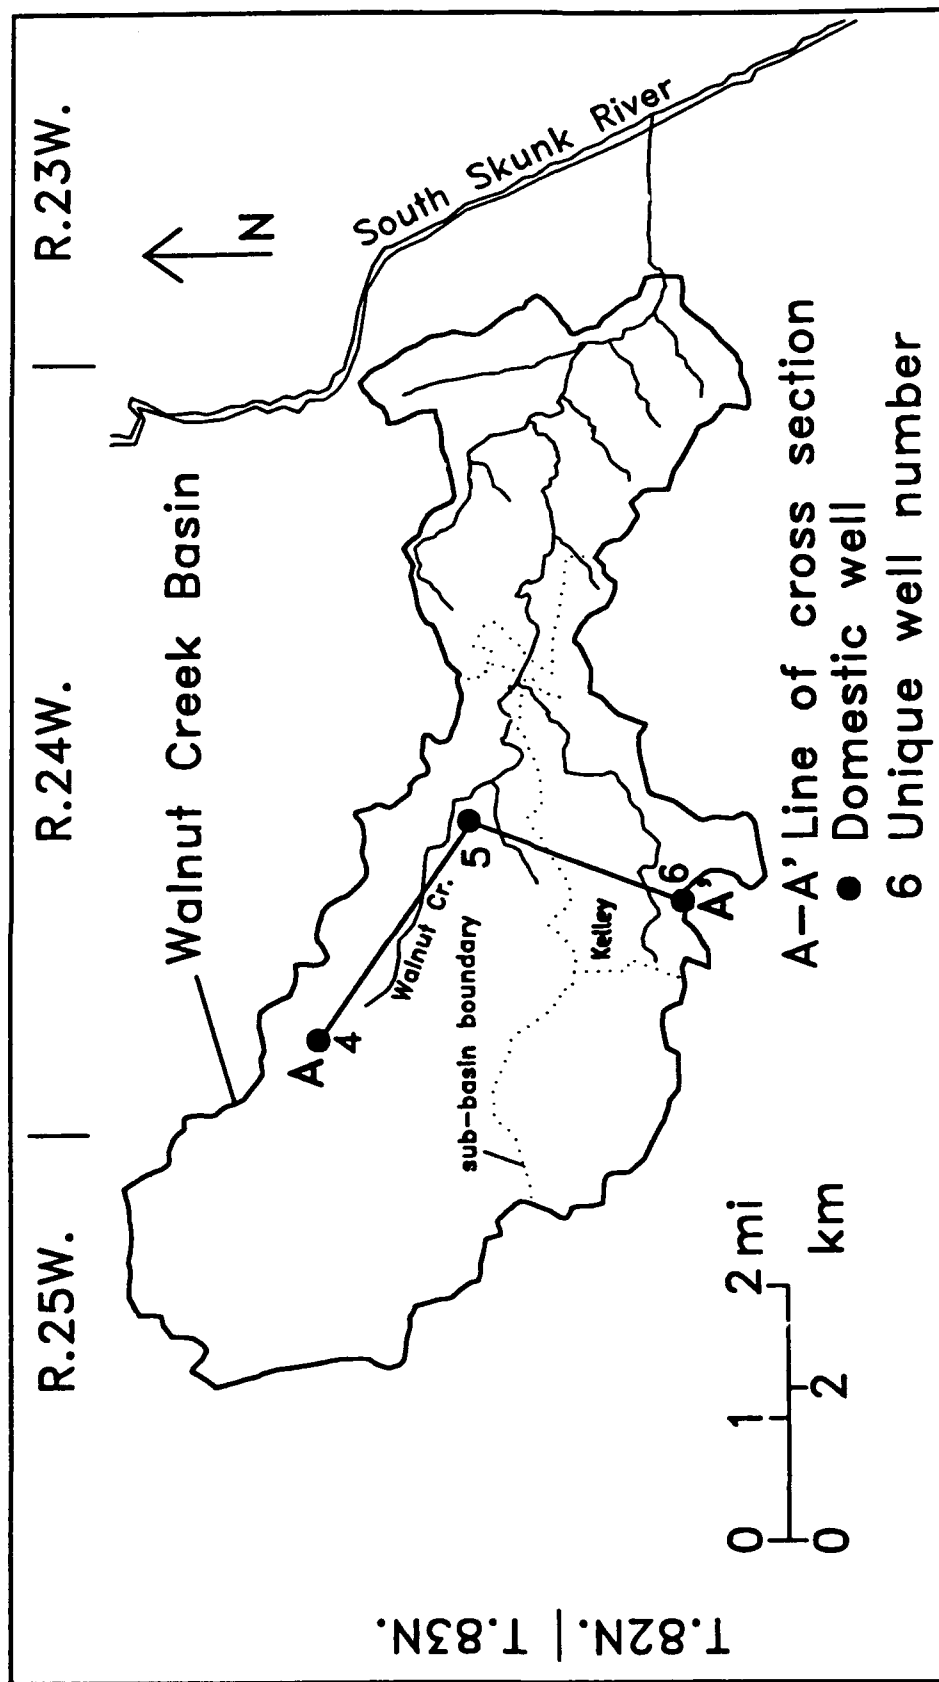 R.25W.
R.24W.
R.23W.
T.82N. | T.83N.
Walnut Creek Basin
N
South Skunk River
A
4
Walnut Cr.
5
sub-basin boundary
Kelley
6
A'
0 1 2 mi
0 2 km
A-A' Line of cross section
Domestic well
6 Unique well number